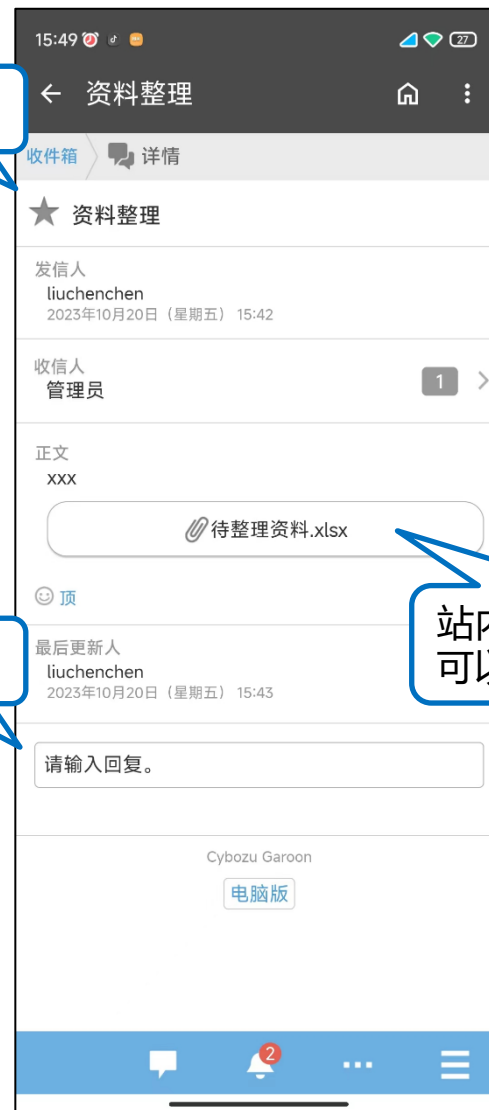 15:49
27
资料整理
收件箱
详情
资料整理
发信人
liuchenchen
2023年10月20日（星期五） 15:42
收信人
管理员
1
正文
xxx
待整理资料.xlsx
顶
站内
可以
最后更新人
liuchenchen
2023年10月20日（星期五） 15:43
请输入回复。
Cybozu Garoon
电脑版
2